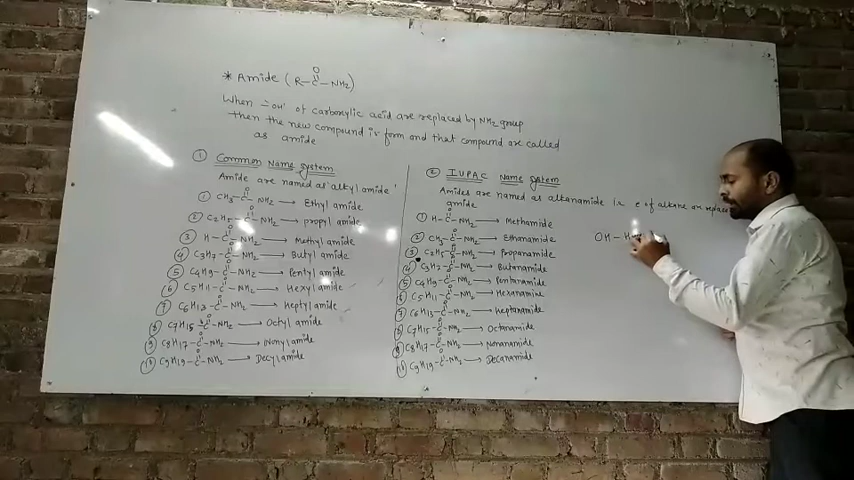 * Amide (R-C-NH₂)
O
When -OH of carboxylic acid are replaced by NH₂ group
then the new compound is form and that compound are called
as amide
① Common Name System
Amide are named as 'alkyl amide'
① CH₃-C-NH₂ → Ethyl amide
② C₂H₅-C-NH₂ → propyl amide
③ H-C-NH₂ → Methyl amide
④ C₃H₇-C-NH₂ → Butyl amide
⑤ C₄H₉-C-NH₂ → Pentyl amide
⑥ C₅H₁₁-C-NH₂ → Hexyl amide
⑦ C₆H₁₃-C-NH₂ → Heptyl amide
⑧ C₇H₁₅-C-NH₂ → Octyl amide
⑨ C₈H₁₇-C-NH₂ → Nonyl amide
⑩ C₉H₁₉-C-NH₂ → Decyl amide
② IUPAC Name System
Amides are named as alkanamide i.e. e of alkane are replace
amide
① H-C-NH₂ → Methamide
② CH₃-C-NH₂ → Ethanamide
③ C₂H₅-C-NH₂ → Propanamide
④ C₃H₇-C-NH₂ → Butanamide
⑤ C₄H₉-C-NH₂ → Pentanamide
⑥ C₅H₁₁-C-NH₂ → Hexanamide
⑦ C₆H₁₃-C-NH₂ → Heptanamide
⑧ C₇H₁₅-C-NH₂ → Octanamide
⑨ C₈H₁₇-C-NH₂ → Nonanamide
⑩ C₉H₁₉-C-NH₂ → Decanamide
OH-